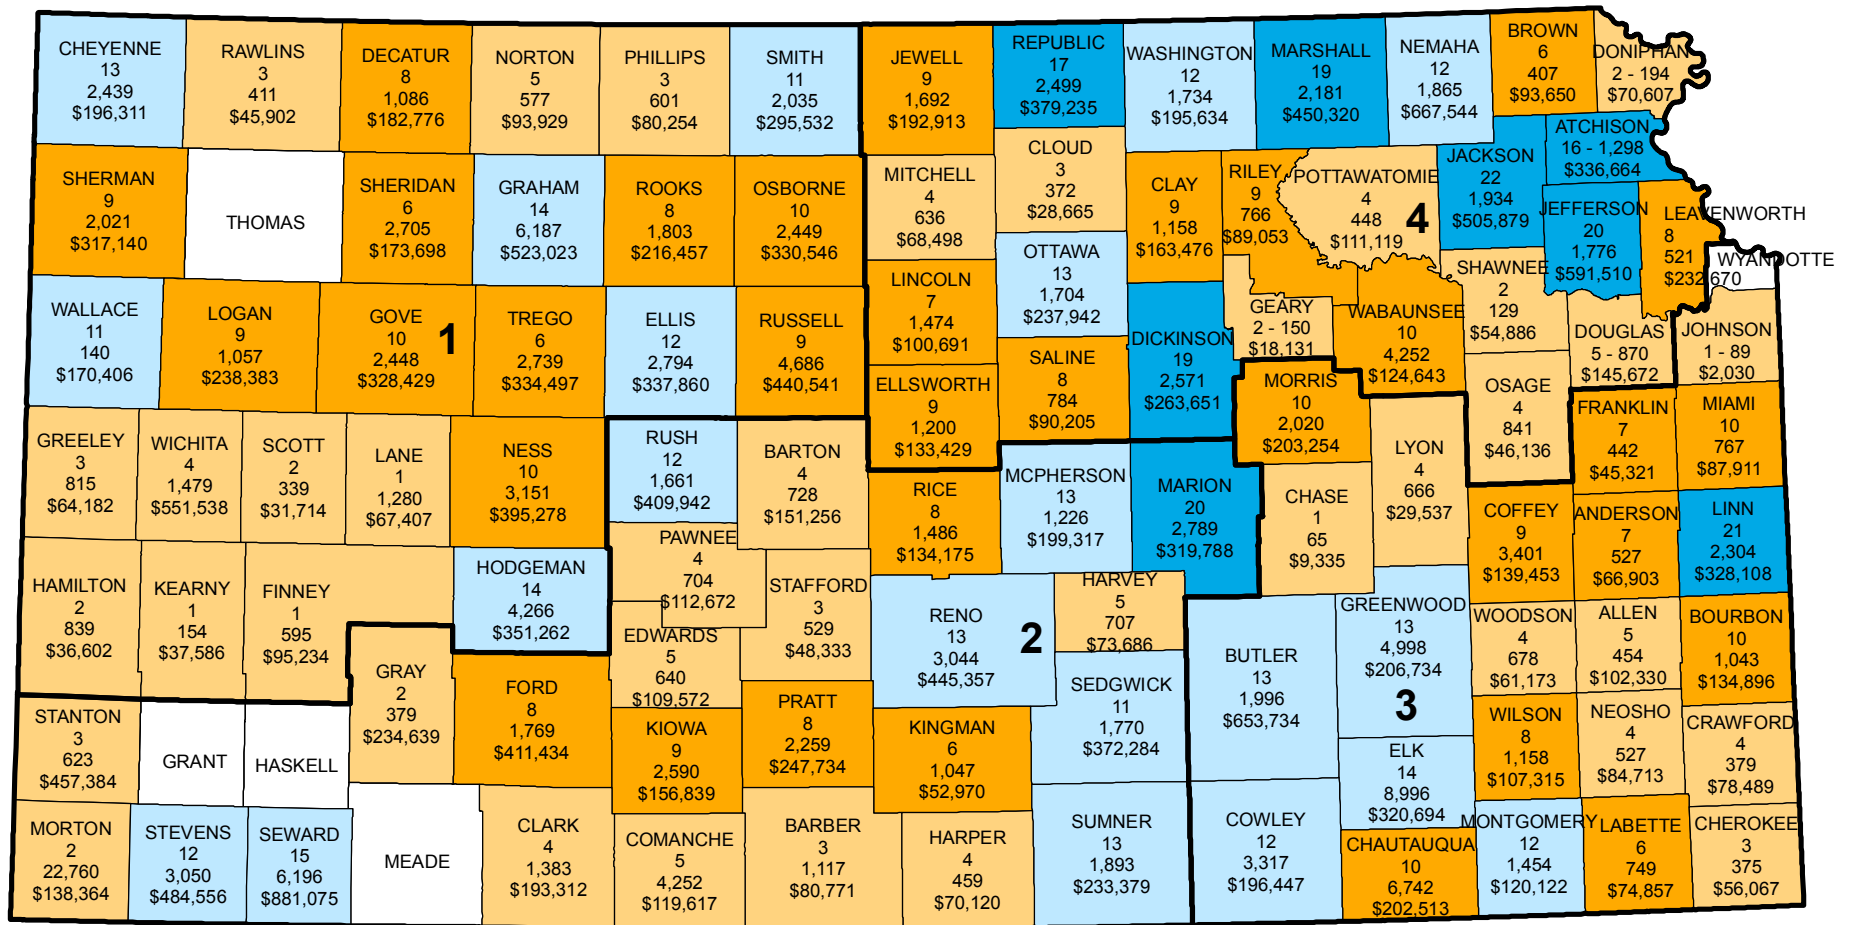 CHEYENNE
13
2,439
$196,311
RAWLINS
3
411
$45,902
DECATUR
8
1,086
$182,776
NORTON
5
577
$93,929
PHILLIPS
3
601
$80,254
SMITH
11
2,035
$295,532
JEWELL
9
1,692
$192,913
REPUBLIC
17
2,499
$379,235
WASHINGTON
12
1,734
$195,634
MARSHALL
19
2,181
$450,320
NEMAHA
12
1,865
$667,544
BROWN
6
407
$93,650
DONIPHAN
2 - 194
$70,607
SHERMAN
9
2,021
$317,140
THOMAS
SHERIDAN
6
2,705
$173,698
GRAHAM
14
6,187
$523,023
ROOKS
8
1,803
$216,457
OSBORNE
10
2,449
$330,546
MITCHELL
4
636
$68,498
CLOUD
3
372
$28,665
CLAY
9
1,158
$163,476
RILEY
9
766
$89,053
POTTAWATOMIE
4
448
$111,119
4
JACKSON
22
1,934
$505,879
ATCHISON
16 - 1,298
$336,664
JEFFERSON
20
1,776
$591,510
LEAVENWORTH
8
521
$232,670
WYANDOTTE
WALLACE
11
140
$170,406
LOGAN
9
1,057
$238,383
GOVE
10
2,448
$328,429
1
TREGO
6
2,739
$334,497
ELLIS
12
2,794
$337,860
RUSSELL
9
4,686
$440,541
LINCOLN
7
1,474
$100,691
OTTAWA
13
1,704
$237,942
DICKINSON
19
2,571
$263,651
GEARY
2 - 150
$18,131
WABAUNSEE
10
4,252
$124,643
SHAWNEE
2
129
$54,886
DOUGLAS
5 - 870
$145,672
JOHNSON
1 - 89
$2,030
ELLSWORTH
9
1,200
$133,429
SALINE
8
784
$90,205
MORRIS
10
2,020
$203,254
OSAGE
4
841
$46,136
FRANKLIN
7
442
$45,321
MIAMI
10
767
$87,911
GREELEY
3
815
$64,182
WICHITA
4
1,479
$551,538
SCOTT
2
339
$31,714
LANE
1
1,280
$67,407
NESS
10
3,151
$395,278
RUSH
12
1,661
$409,942
BARTON
4
728
$151,256
RICE
8
1,486
$134,175
MCPHERSON
13
1,226
$199,317
MARION
20
2,789
$319,788
CHASE
1
65
$9,335
LYON
4
666
$29,537
COFFEY
9
3,401
$139,453
ANDERSON
7
527
$66,903
LINN
21
2,304
$328,108
HAMILTON
2
839
$36,602
KEARNY
1
154
$37,586
FINNEY
1
595
$95,234
HODGEMAN
14
4,266
$351,262
PAWNEE
4
704
$112,672
STAFFORD
3
529
$48,333
EDWARDS
5
640
$109,572
RENO
13
3,044
$445,357
2
HARVEY
5
707
$73,686
BUTLER
13
1,996
$653,734
GREENWOOD
13
4,998
$206,734
3
WOODSON
4
678
$61,173
ALLEN
5
454
$102,330
BOURBON
10
1,043
$134,896
GRAY
2
379
$234,639
FORD
8
1,769
$411,434
KIOWA
9
2,590
$156,839
PRATT
8
2,259
$247,734
KINGMAN
6
1,047
$52,970
SEDGWICK
11
1,770
$372,284
STANTON
3
623
$457,384
GRANT
HASKELL
ELK
14
8,996
$320,694
WILSON
8
1,158
$107,315
NEOSHO
4
527
$84,713
CRAWFORD
4
379
$78,489
MORTON
2
22,760
$138,364
STEVENS
12
3,050
$484,556
SEWARD
15
6,196
$881,075
MEADE
CLARK
4
1,383
$193,312
COMANCHE
5
4,252
$119,617
BARBER
3
1,117
$80,771
HARPER
4
459
$70,120
SUMNER
13
1,893
$233,379
COWLEY
12
3,317
$196,447
CHAUTAUQUA
10
6,742
$202,513
MONTGOMERY
12
1,454
$120,122
LABETTE
6
749
$74,857
CHEROKEE
3
375
$56,067